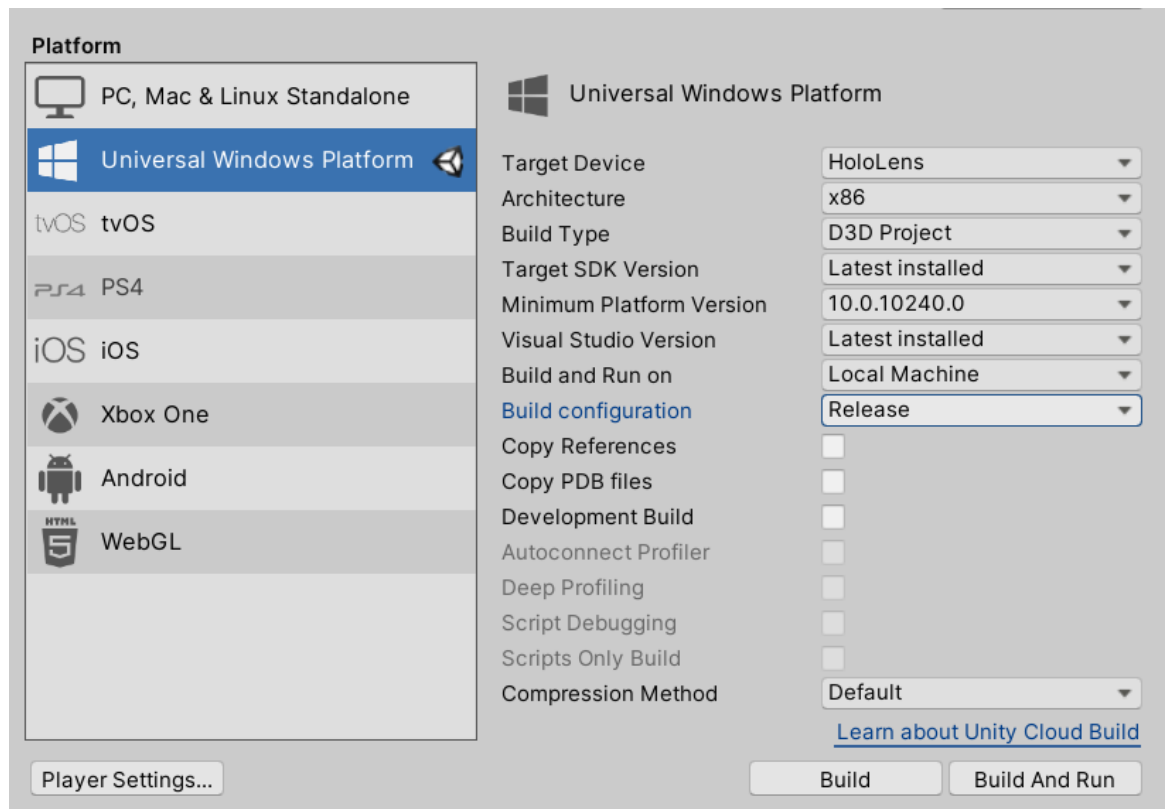 Platform
PC, Mac & Linux Standalone
Universal Windows Platform
tvOS tvOS
PS4 PS4
iOS iOS
Xbox One
Android
HTML
5 WebGL
Universal Windows Platform
Target Device HoloLens
Architecture x86
Build Type D3D Project
Target SDK Version Latest installed
Minimum Platform Version 10.0.10240.0
Visual Studio Version Latest installed
Build and Run on Local Machine
Build configuration Release
Copy References
Copy PDB files
Development Build
Autoconnect Profiler
Deep Profiling
Script Debugging
Scripts Only Build
Compression Method Default
Learn about Unity Cloud Build
Player Settings... Build Build And Run